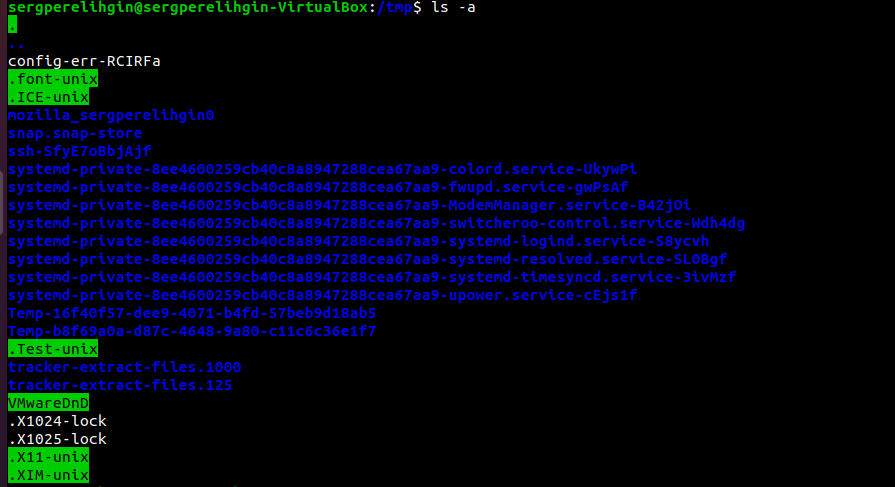 sergperelihgin@sergperelihgin-VirtualBox:/tmp$ ls -a
.
..
config-err-RCIRFa
.font-unix
.ICE-unix
mozilla_sergperelihgin0
snap.snap-store
ssh-SfyE7oBbjAjf
systemd-private-8ee4600259cb40c8a8947288cea67aa9-colord.service-UkywPi
systemd-private-8ee4600259cb40c8a8947288cea67aa9-fwupd.service-gwPsAf
systemd-private-8ee4600259cb40c8a8947288cea67aa9-ModemManager.service-B42jOi
systemd-private-8ee4600259cb40c8a8947288cea67aa9-switcheroo-control.service-Wdh4dg
systemd-private-8ee4600259cb40c8a8947288cea67aa9-systemd-logind.service-S8ycvh
systemd-private-8ee4600259cb40c8a8947288cea67aa9-systemd-resolved.service-SL0Bgf
systemd-private-8ee4600259cb40c8a8947288cea67aa9-systemd-timesyncd.service-3ivMzf
systemd-private-8ee4600259cb40c8a8947288cea67aa9-upower.service-cEjs1f
Temp-16f40f57-dee9-4071-b4fd-57beb9d18ab5
Temp-b8f69a0a-d87c-4648-9a80-c11c6c36e1f7
.Test-unix
tracker-extract-files.1000
tracker-extract-files.125
VMwareDnD
.X1024-lock
.X1025-lock
.X11-unix
.XIM-unix